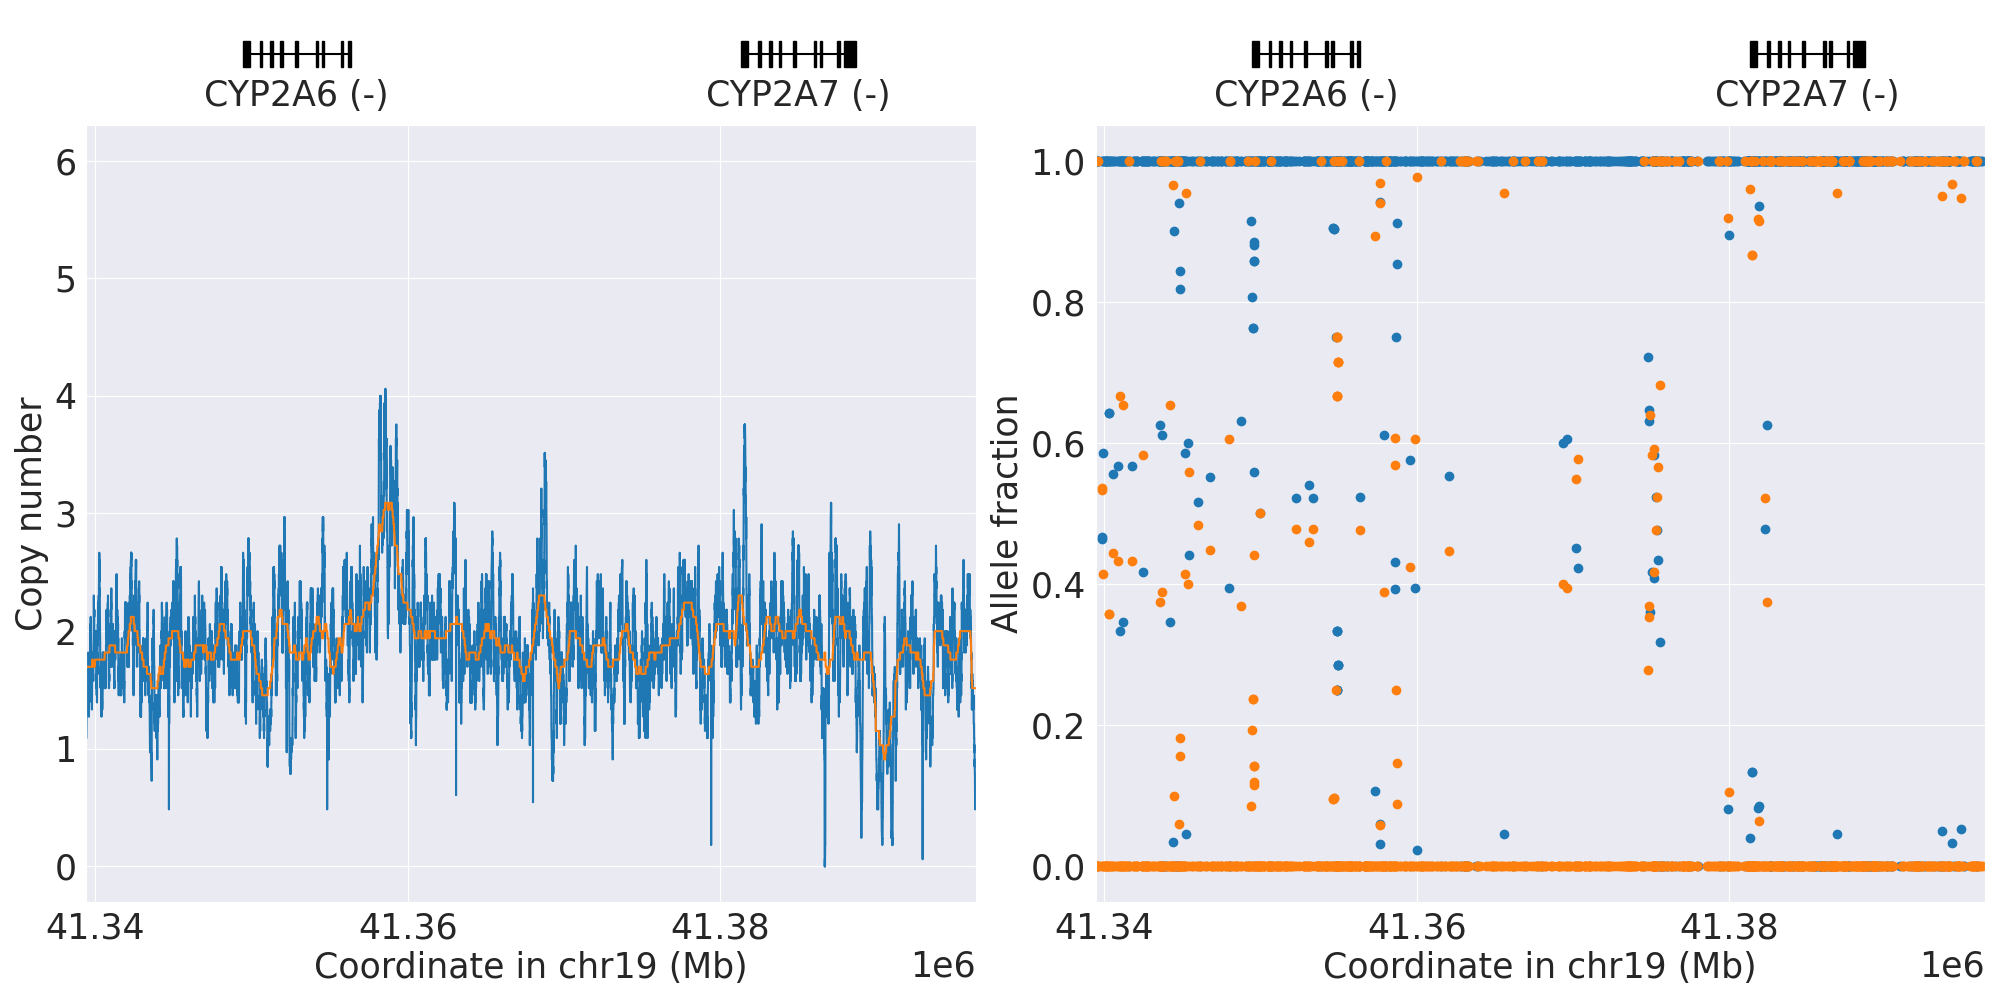 CYP2A6 (-)
CYP2A7 (-)
6
5
4
3
2
1
0
Copy number
41.34
41.36
41.38
Coordinate in chr19 (Mb)
1e6
CYP2A6 (-)
CYP2A7 (-)
1.0
0.8
0.6
0.4
0.2
0.0
Allele fraction
41.34
41.36
41.38
Coordinate in chr19 (Mb)
1e6